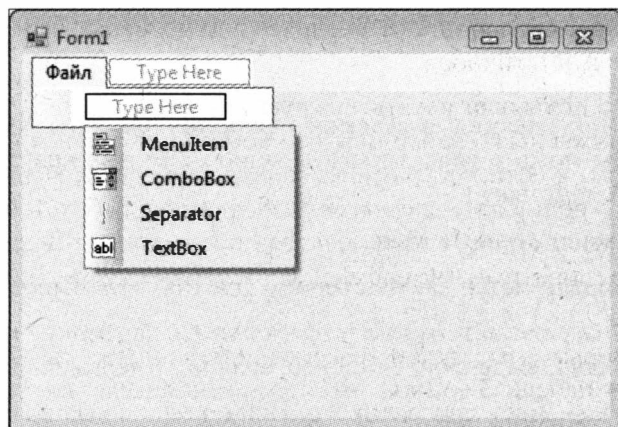 Form1
Файл Type Here
Type Here
MenuItem
ComboBox
Separator
abl TextBox